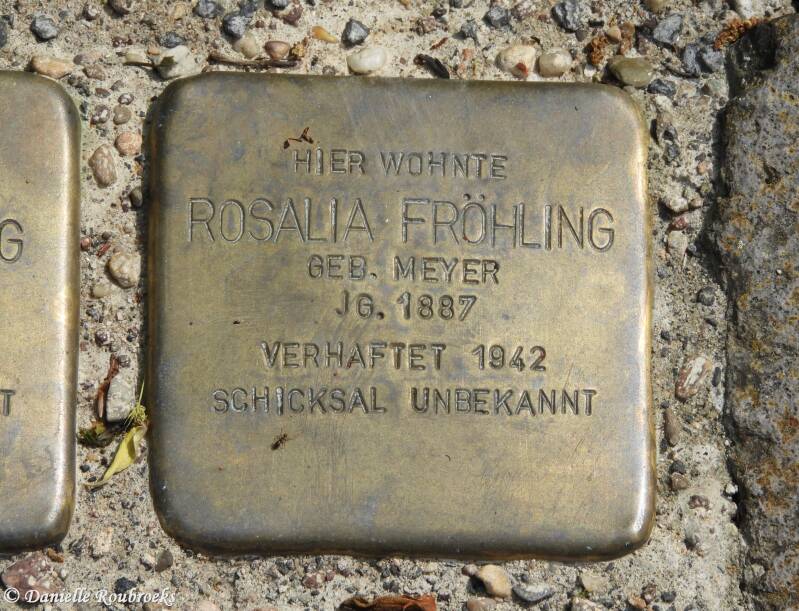 HIER WOHNTE
ROSALIA FRÖHLING
GEB. MEYER
JG. 1887
VERHAFTET 1942
SCHICKSAL UNBEKANNT
G
T
© Danielle Roubroeks